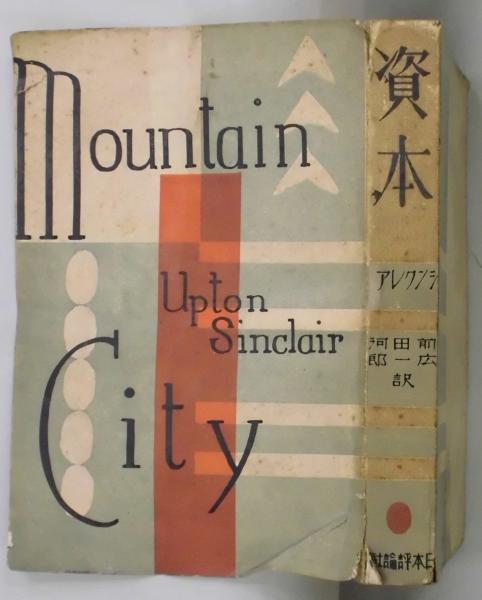 Mountain
Upton
Sinclair
City
資本
シンクレア
前田河
広一郎
訳
日本評論社